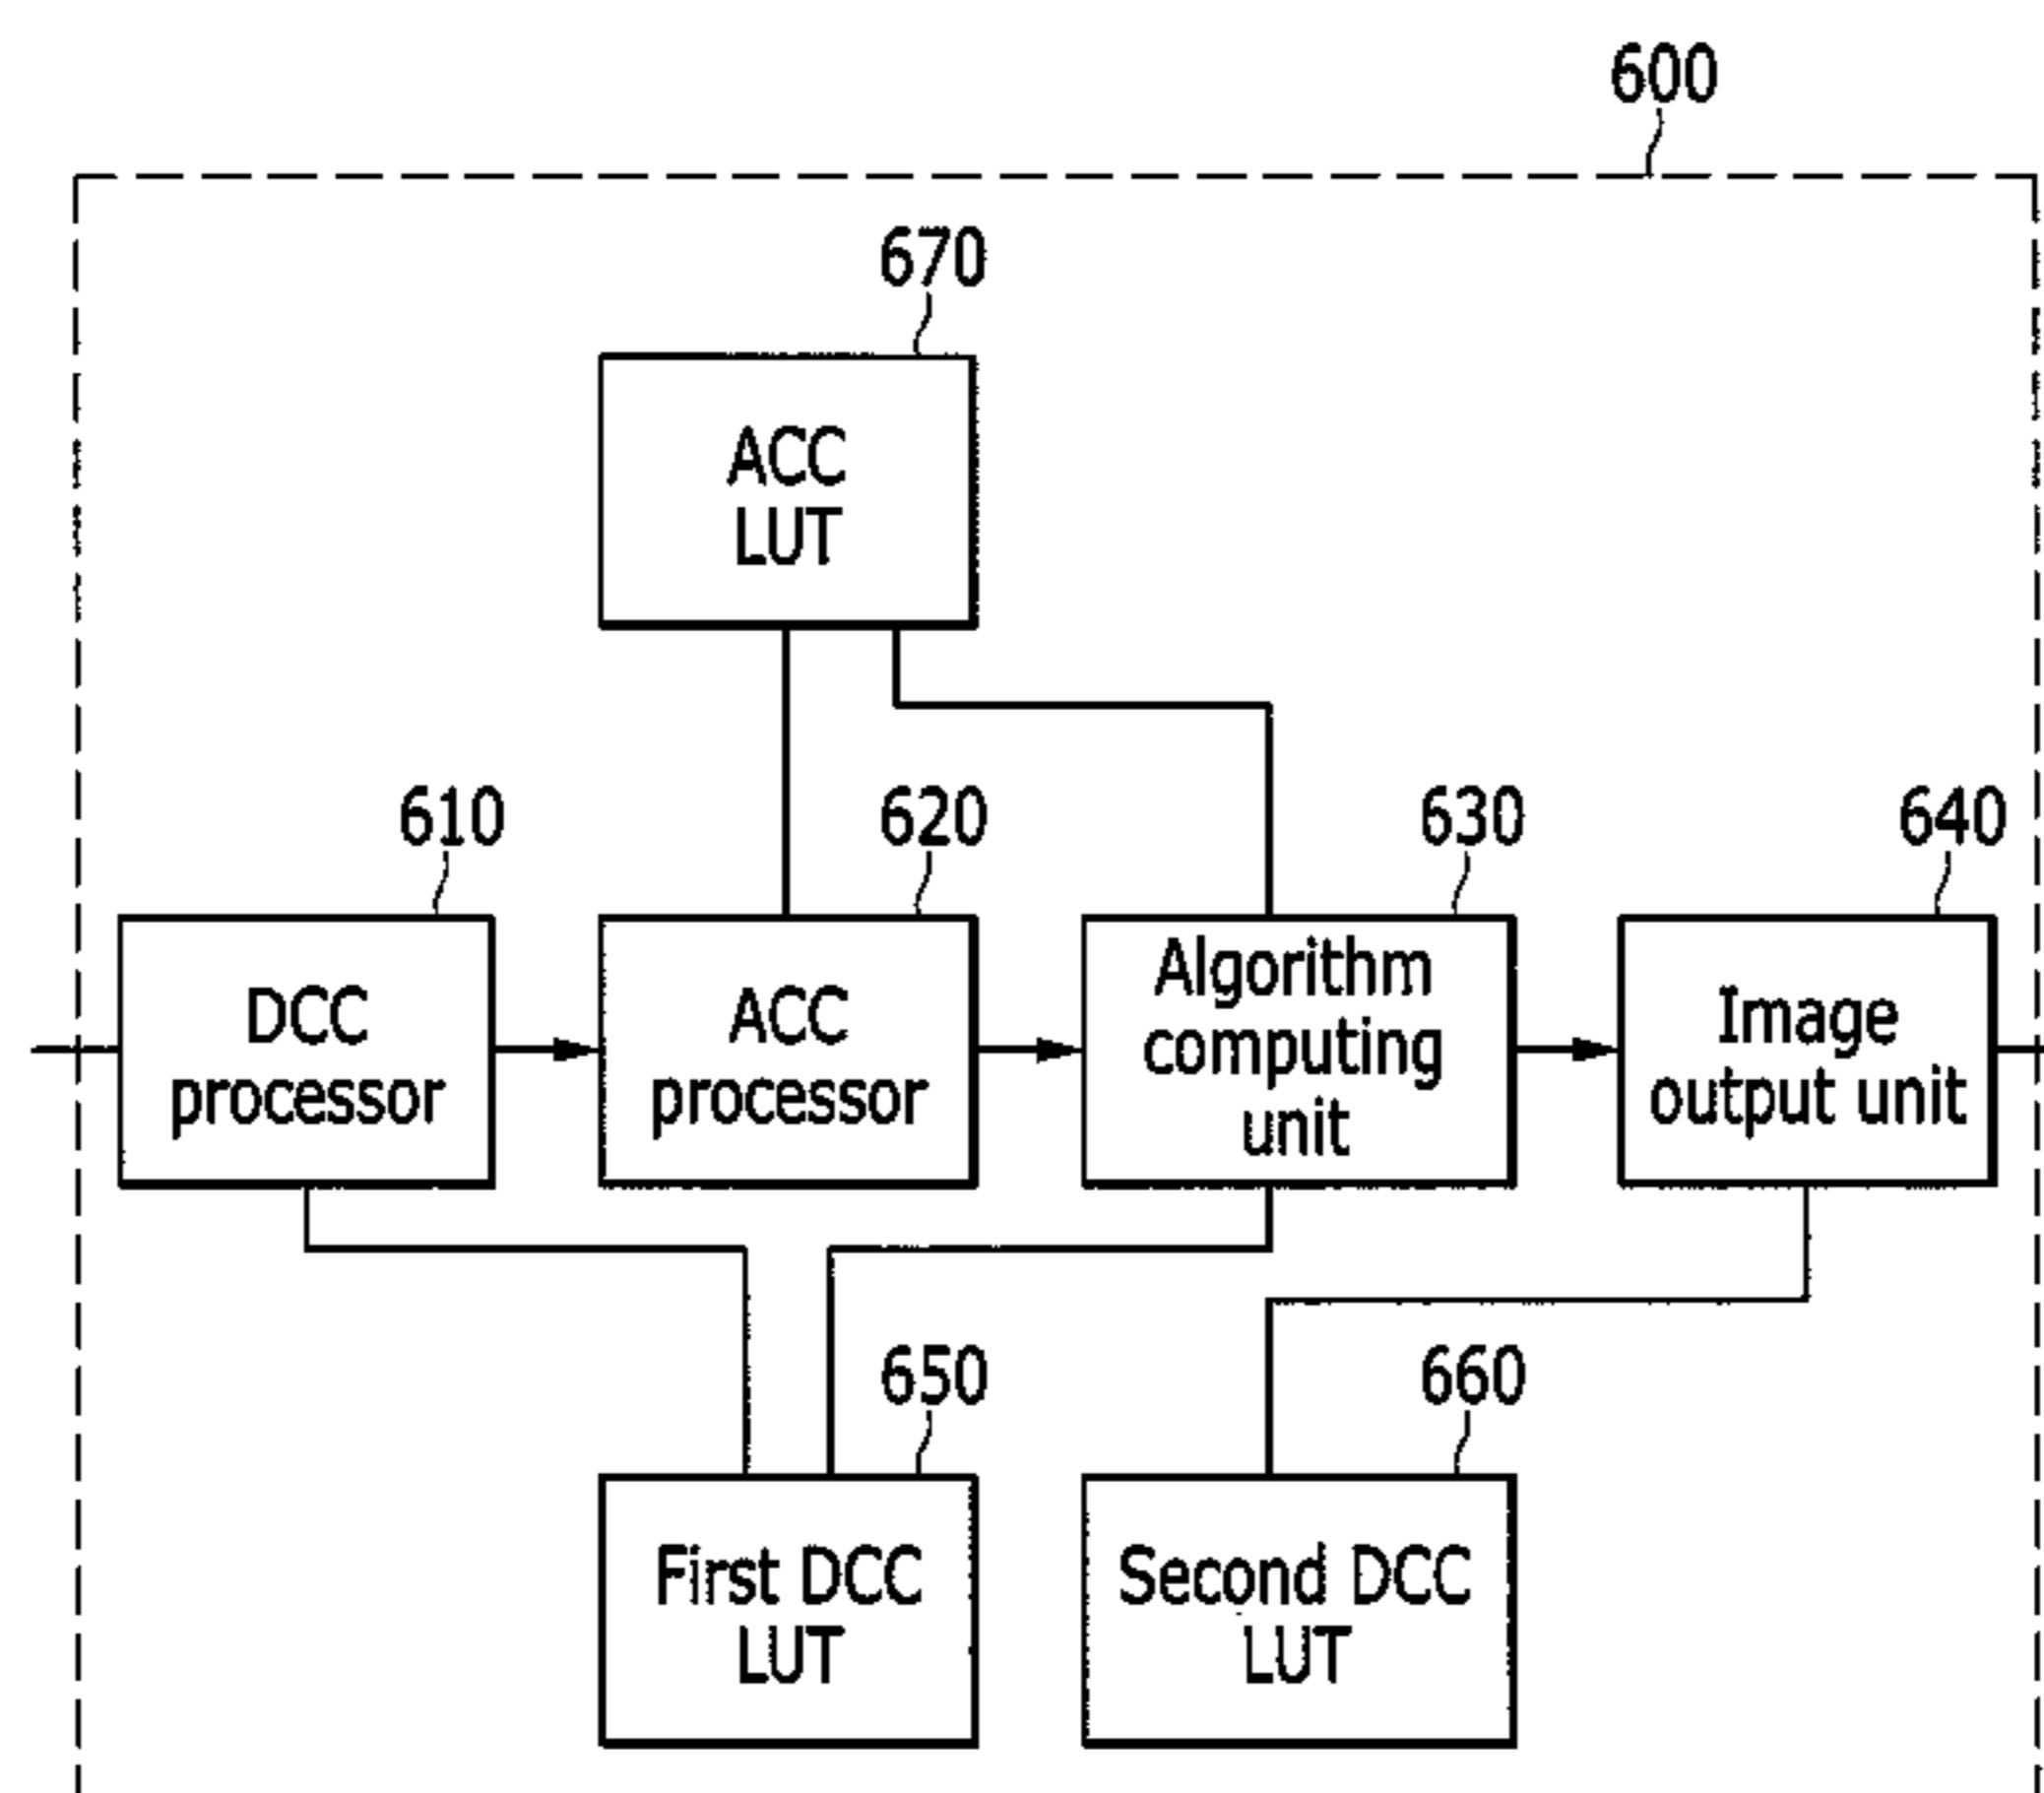 600
670
ACC
LUT
610
620
630
640
DCC
processor
ACC
processor
Algorithm
computing
unit
Image
output unit
650
660
First DCC
LUT
Second DCC
LUT